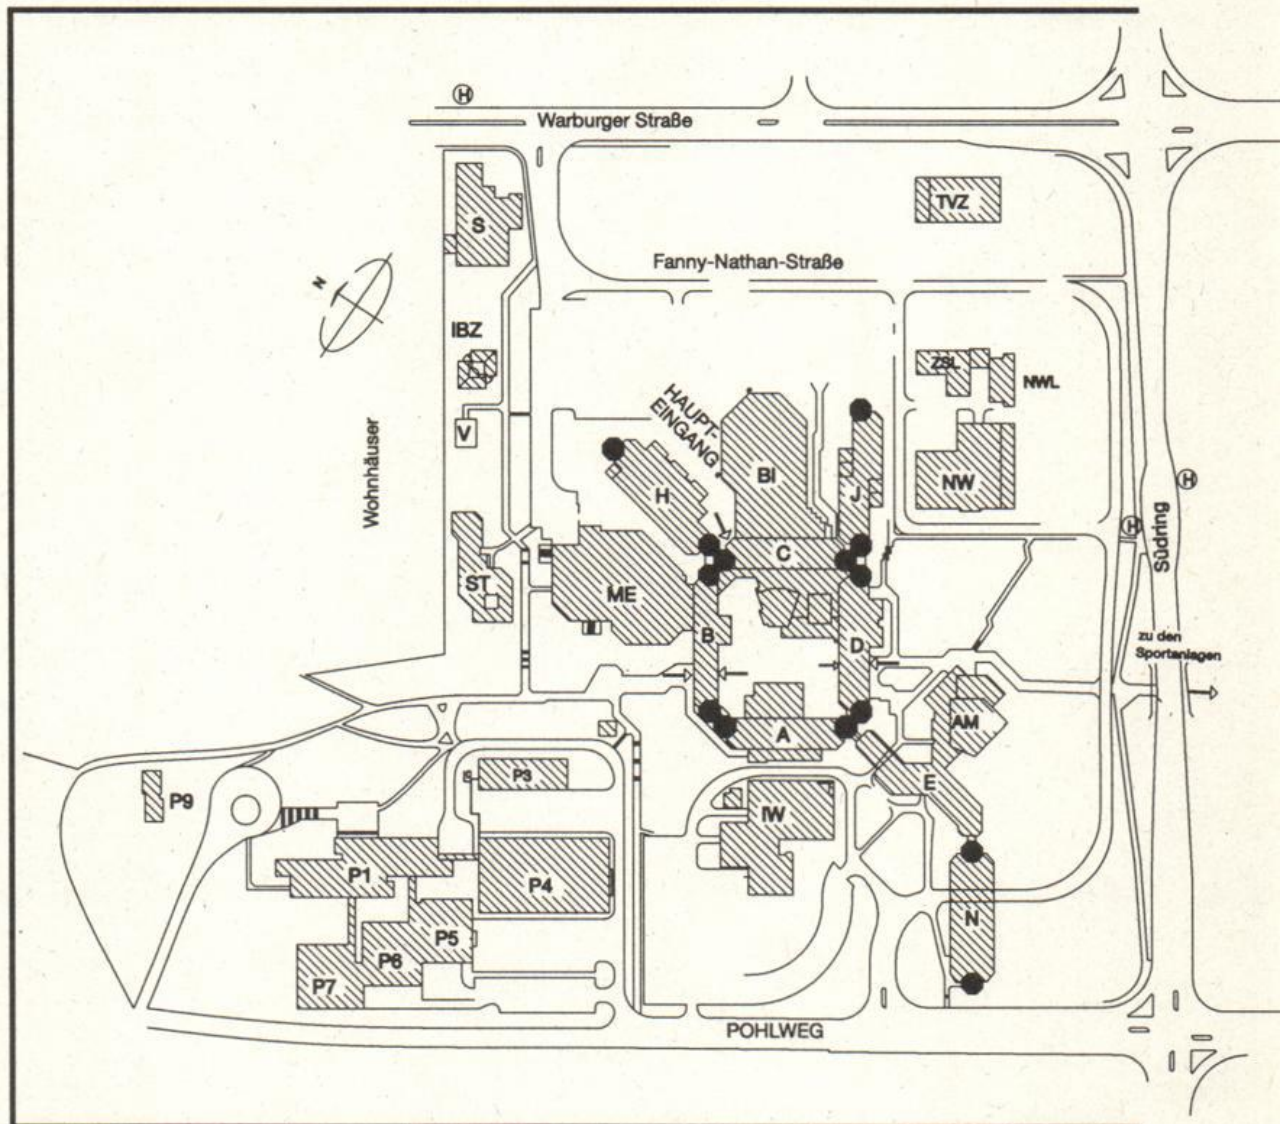 H
Warburger Straße
S
TVZ
Fanny-Nathan-Straße
N
IBZ
ZSL
NWL
HAUPT-
EINGANG
V
Wohnhäuser
H
BI
J
NW
H
H
Südring
C
ST
ME
B
D
zu den
Sportanlagen
A
AM
P3
E
P9
IW
P1
P4
N
P5
P6
P7
POHLWEG